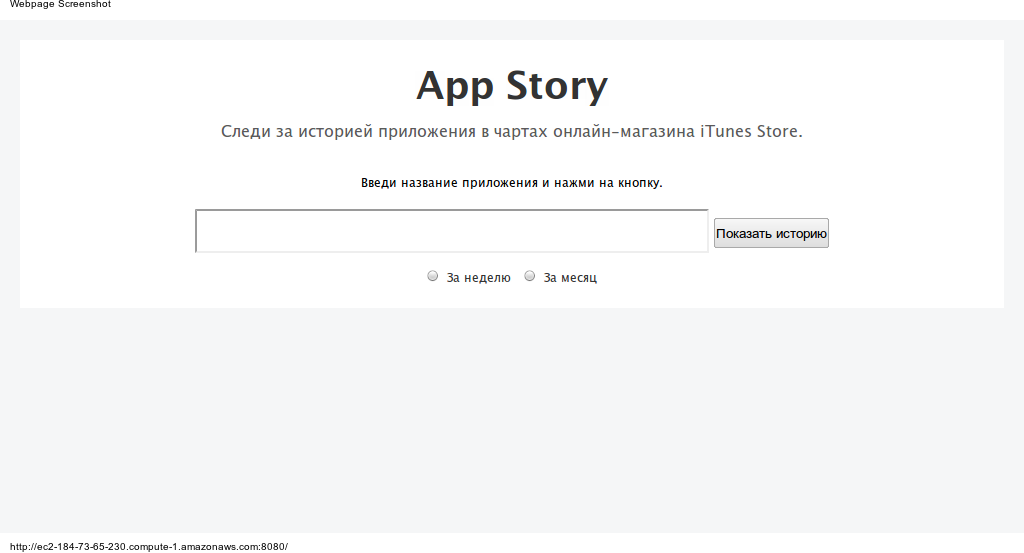 Webpage Screenshot
App Story
Следи за историей приложения в чартах онлайн-магазина iTunes Store.
Введи название приложения и нажми на кнопку.
Показать историю
За неделю За месяц
http://ec2-184-73-65-230.compute-1.amazonaws.com:8080/